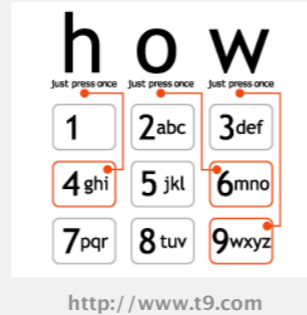 h o w
just press once just press once just press once
1 2abc 3def
4ghi 5 jkl 6mno
7pqr 8 tuv 9wxyz
http://www.t9.com